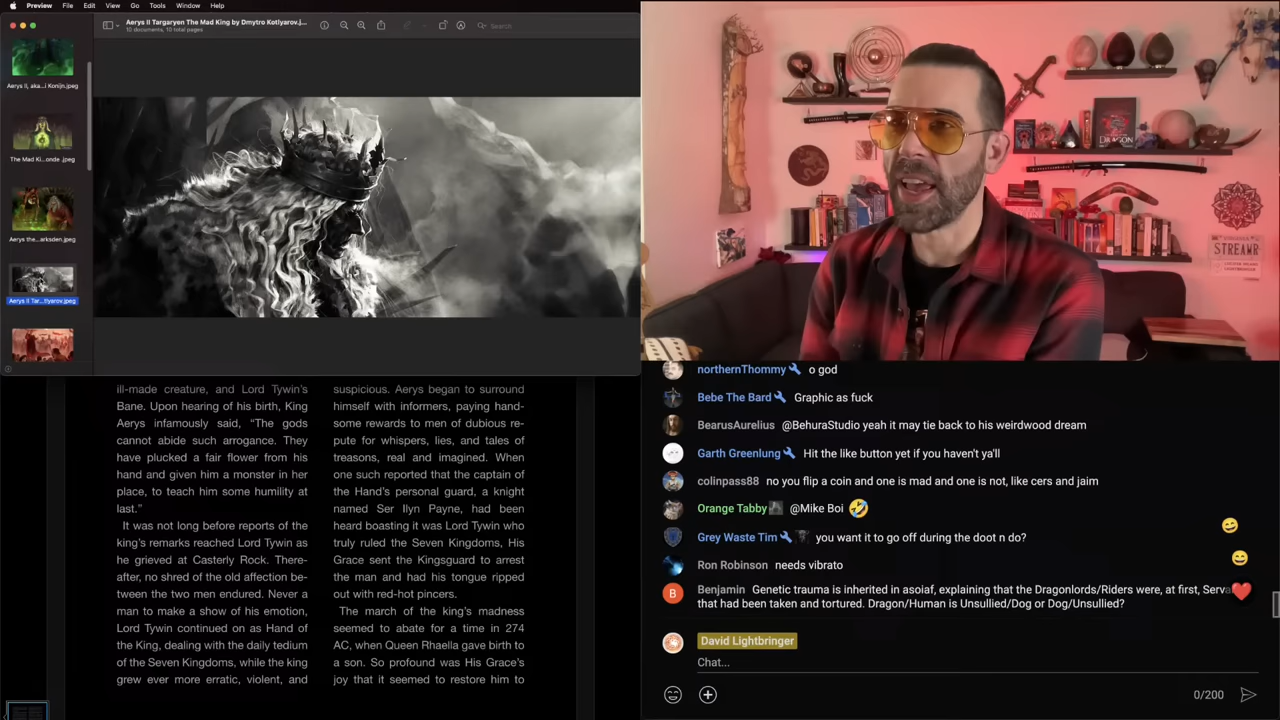 Preview File Edit View Go Tools Window Help
Aerys II Targaryen The Mad King by Dmytro Kotlyarov.j...
10 documents, 10 total pages
Search
Aerys II, aka...i Konijn.jpeg
The Mad Ki...onde .jpeg
Aerys the...arksden.jpeg
Aerys II Tar...tlyarov.jpeg
ill-made creature, and Lord Tywin’s
Bane. Upon hearing of his birth, King
Aerys infamously said, “The gods
cannot abide such arrogance. They
have plucked a fair flower from his
hand and given him a monster in her
place, to teach him some humility at
last.”
It was not long before reports of the
king’s remarks reached Lord Tywin as
he grieved at Casterly Rock. There-
after, no shred of the old affection be-
tween the two men endured. Never a
man to make a show of his emotion,
Lord Tywin continued on as Hand of
the King, dealing with the daily tedium
of the Seven Kingdoms, while the king
grew ever more erratic, violent, and
suspicious. Aerys began to surround
himself with informers, paying hand-
some rewards to men of dubious re-
pute for whispers, lies, and tales of
treasons, real and imagined. When
one such reported that the captain of
the Hand’s personal guard, a knight
named Ser Ilyn Payne, had been
heard boasting it was Lord Tywin who
truly ruled the Seven Kingdoms, His
Grace sent the Kingsguard to arrest
the man and had his tongue ripped
out with red-hot pincers.
The march of the king’s madness
seemed to abate for a time in 274
AC, when Queen Rhaella gave birth to
a son. So profound was His Grace’s
joy that it seemed to restore him to
DRAGON
STREAMR
northernThommy o god
Bebe The Bard Graphic as fuck
BearusAurelius @BehuraStudio yeah it may tie back to his weirdwood dream
Garth Greenlung Hit the like button yet if you haven't ya'll
colinpass88 no you flip a coin and one is mad and one is not, like cers and jaim
Orange Tabby @Mike Boi
Grey Waste Tim you want it to go off during the doot n do?
Ron Robinson needs vibrato
B Benjamin Genetic trauma is inherited in asoiaf, explaining that the Dragonlords/Riders were, at first, Serva
that had been taken and tortured. Dragon/Human is Unsullied/Dog or Dog/Unsullied?
David Lightbringer
Chat...
0/200